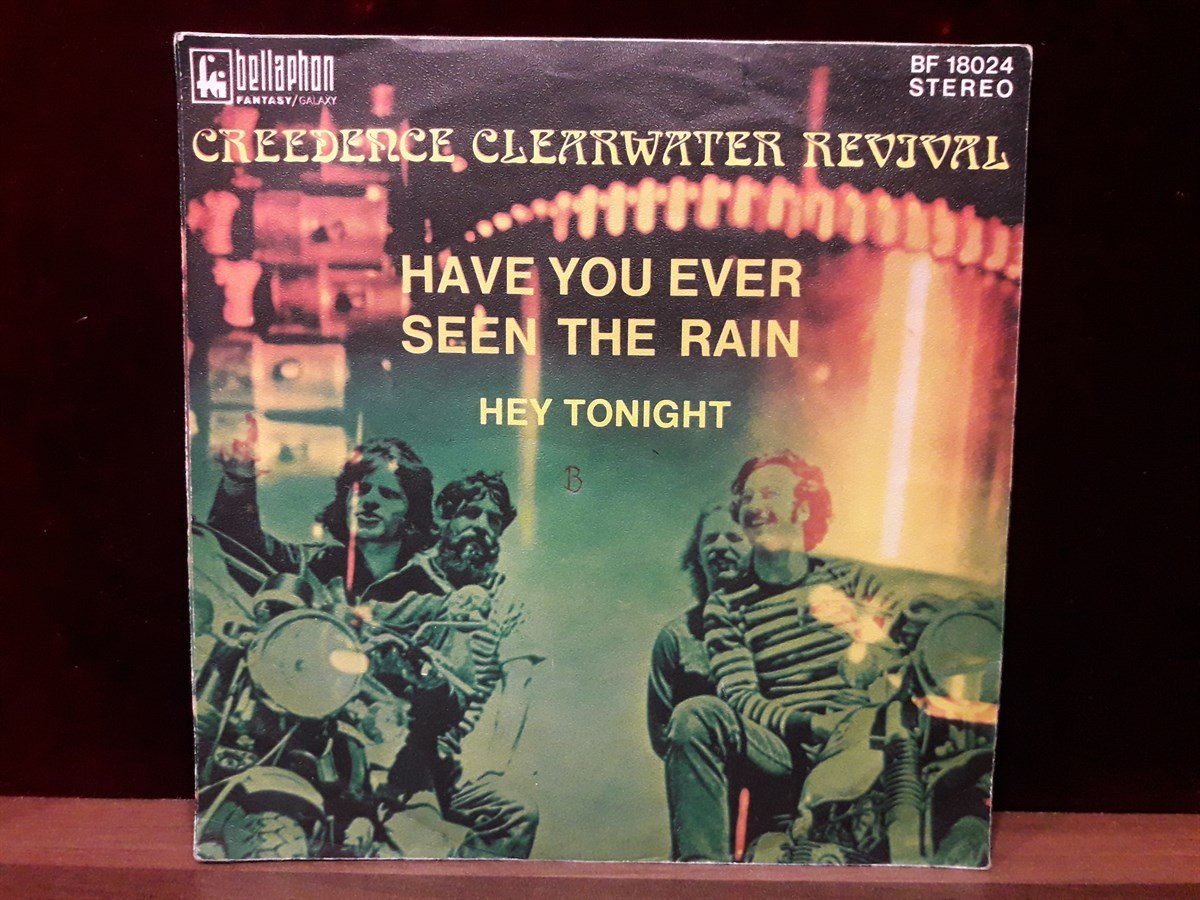 bellaphon
FANTASY/GALAXY
BF 18024
STEREO
CREEDENCE CLEARWATER REVIVAL
HAVE YOU EVER
SEEN THE RAIN
HEY TONIGHT
B